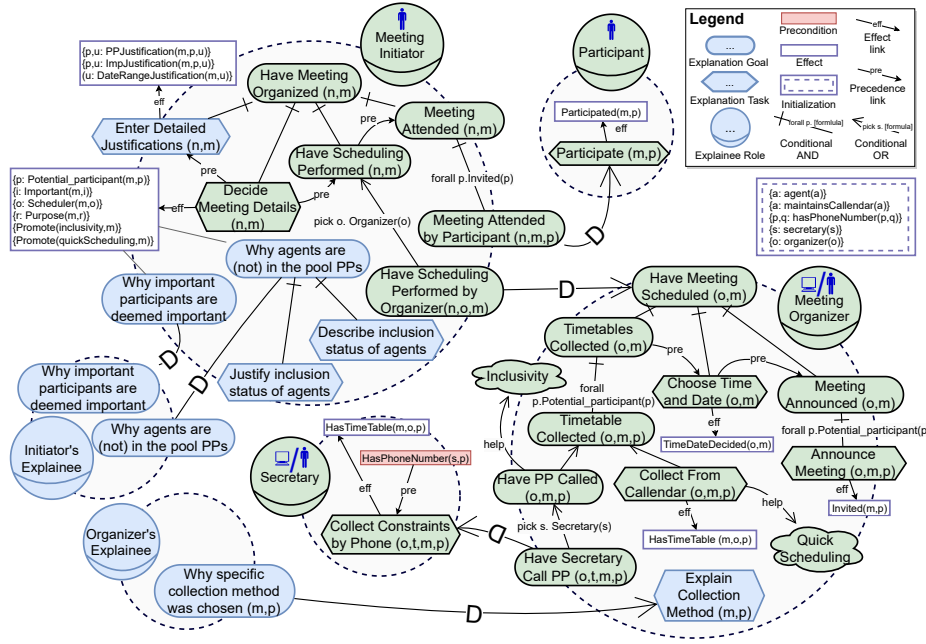 Meeting
Initiator
Participant
Legend
...
Explanation Goal
...
Explanation Task
...
Explainee Role
Precondition
Effect
Initialization
forall p. [formula]
Conditional
AND
eff
Effect
link
pre
Precedence
link
pick s. [formula]
Conditional
OR
{p,u: PPJustification(m,p,u)}
{p,u: ImpJustification(m,p,u)}
(u: DateRangeJustification(m,u)}
eff
Have Meeting
Organized (n,m)
Enter Detailed
Justifications (n,m)
pre
Meeting
Attended (n,m)
Have Scheduling
Performed (n,m)
pre
pre
Decide
Meeting Details
(n,m)
eff
{p: Potential_participant(m,p)}
{i: Important(m,i)}
{o: Scheduler(m,o)}
{r: Purpose(m,r)}
{Promote(inclusivity,m)}
{Promote(quickScheduling,m)}
forall p.Invited(p)
pick o. Organizer(o)
Meeting Attended
by Participant (n,m,p)
D
Participated(m,p)
eff
Participate (m,p)
{a: agent(a)}
{a: maintainsCallendar(a)}
{p,q: hasPhoneNumber(p,q)}
{s: secretary(s)}
{o: organizer(o)}
Why agents are
(not) in the pool PPs
Why important
participants are
deemed important
Have Scheduling
Performed by
Organizer(n,o,m)
D
Describe inclusion
status of agents
Justify inclusion
status of agents
D
D
Why important
participants are
deemed important
Why agents are
(not) in the pool PPs
Initiator's
Explainee
Have Meeting
Scheduled (o,m)
Meeting
Organizer
Timetables
Collected (o,m)
pre
pre
Inclusivity
forall
p.Potential_participant(p)
Choose Time
and Date (o,m)
eff
TimeDateDecided(o,m)
Meeting
Announced (o,m)
forall p.Potential_participant(p
Announce
Meeting (o,m,p)
eff
Invited(m,p)
Timetable
Collected (o,m,p)
help
Have PP Called
(o,m,p)
Collect From
Callendar (o,m,p)
help
eff
HasTimeTable (m,o,p)
Quick
Scheduling
pick s. Secretary(s)
Have Secretary
Call PP (o,t,m,p)
D
Secretary
HasTimeTable(m,o,p)
HasPhoneNumber(s,p)
eff
pre
Collect Constraints
by Phone (o,t,m,p)
Organizer's
Explainee
Why specific
collection method
was chosen (m,p)
D
Explain
Collection
Method (m,p)